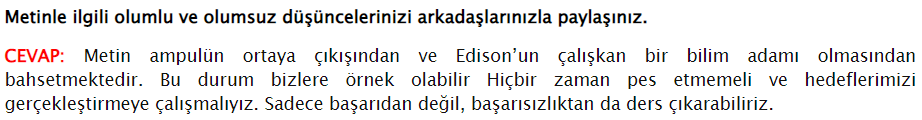 Metinle ilgili olumlu ve olumsuz düşüncelerinizi arkadaşlarınızla paylaşınız.
CEVAP: Metin ampulün ortaya çıkışından ve Edison’un çalışkan bir bilim adamı olmasından
bahsetmektedir. Bu durum bizlere örnek olabilir Hiçbir zaman pes etmemeli ve hedeflerimizi
gerçekleştirmeye çalışmalıyız. Sadece başarıdan değil, başarısızlıktan da ders çıkarabiliriz.